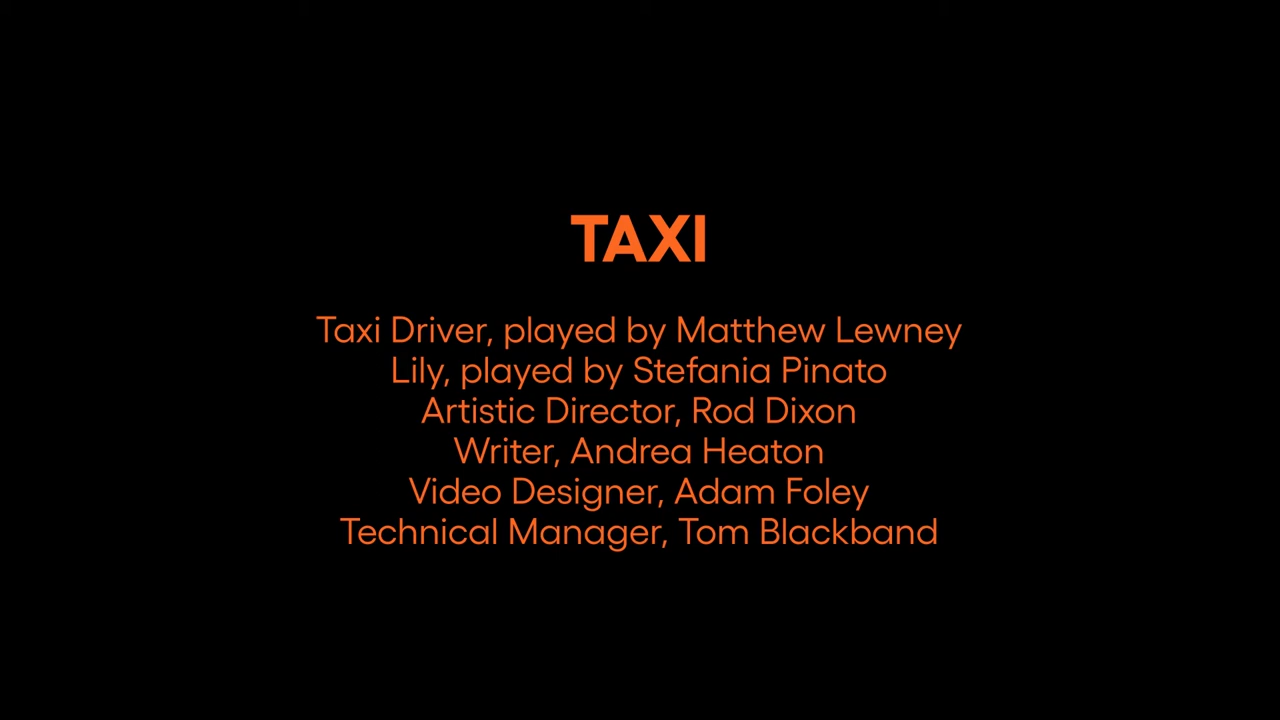 TAXI
Taxi Driver, played by Matthew Lewney
Lily, played by Stefania Pinato
Artistic Director, Rod Dixon
Writer, Andrea Heaton
Video Designer, Adam Foley
Technical Manager, Tom Blackband